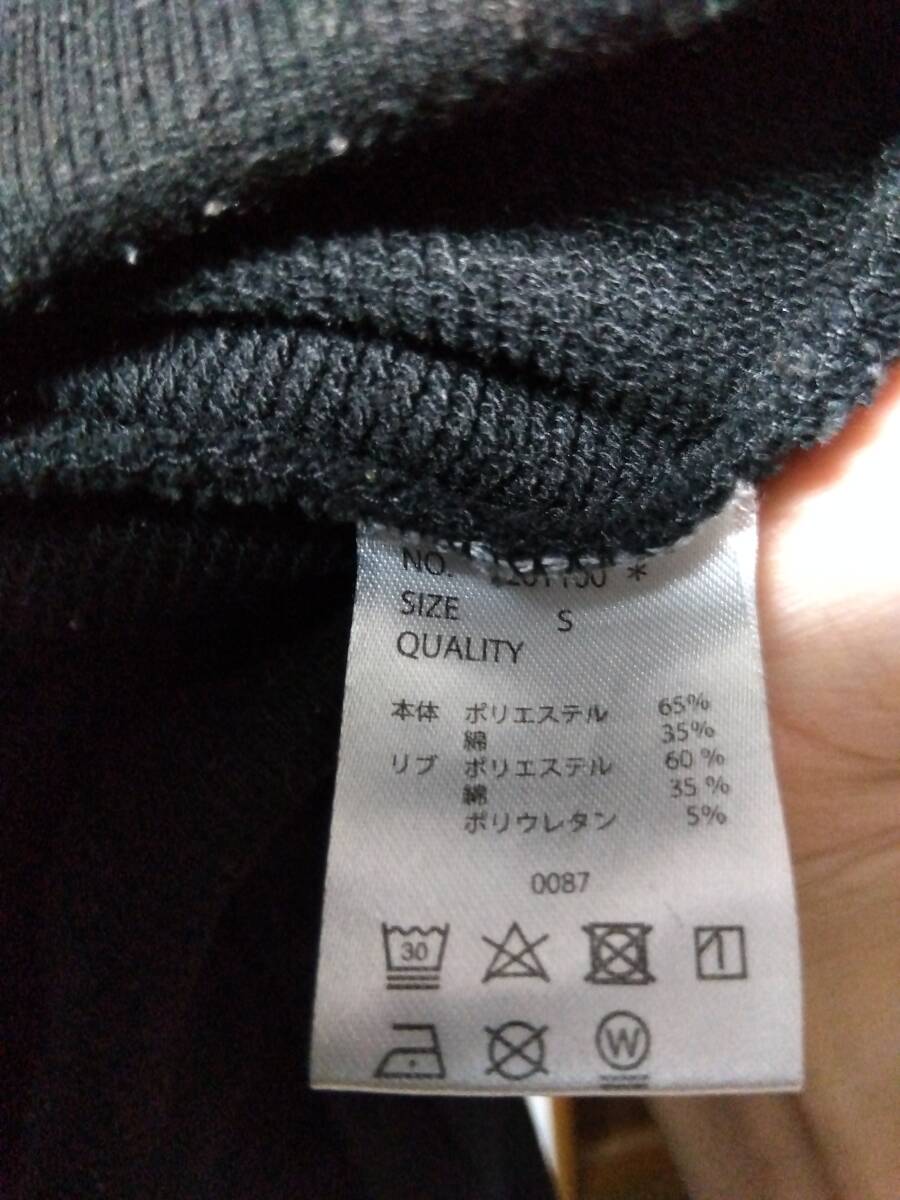 NO. *
SIZE S
QUALITY
本体 ポリエステル 65%
綿 35%
リブ ポリエステル 60 %
綿 35 %
ポリウレタン 5%
0087
30
W